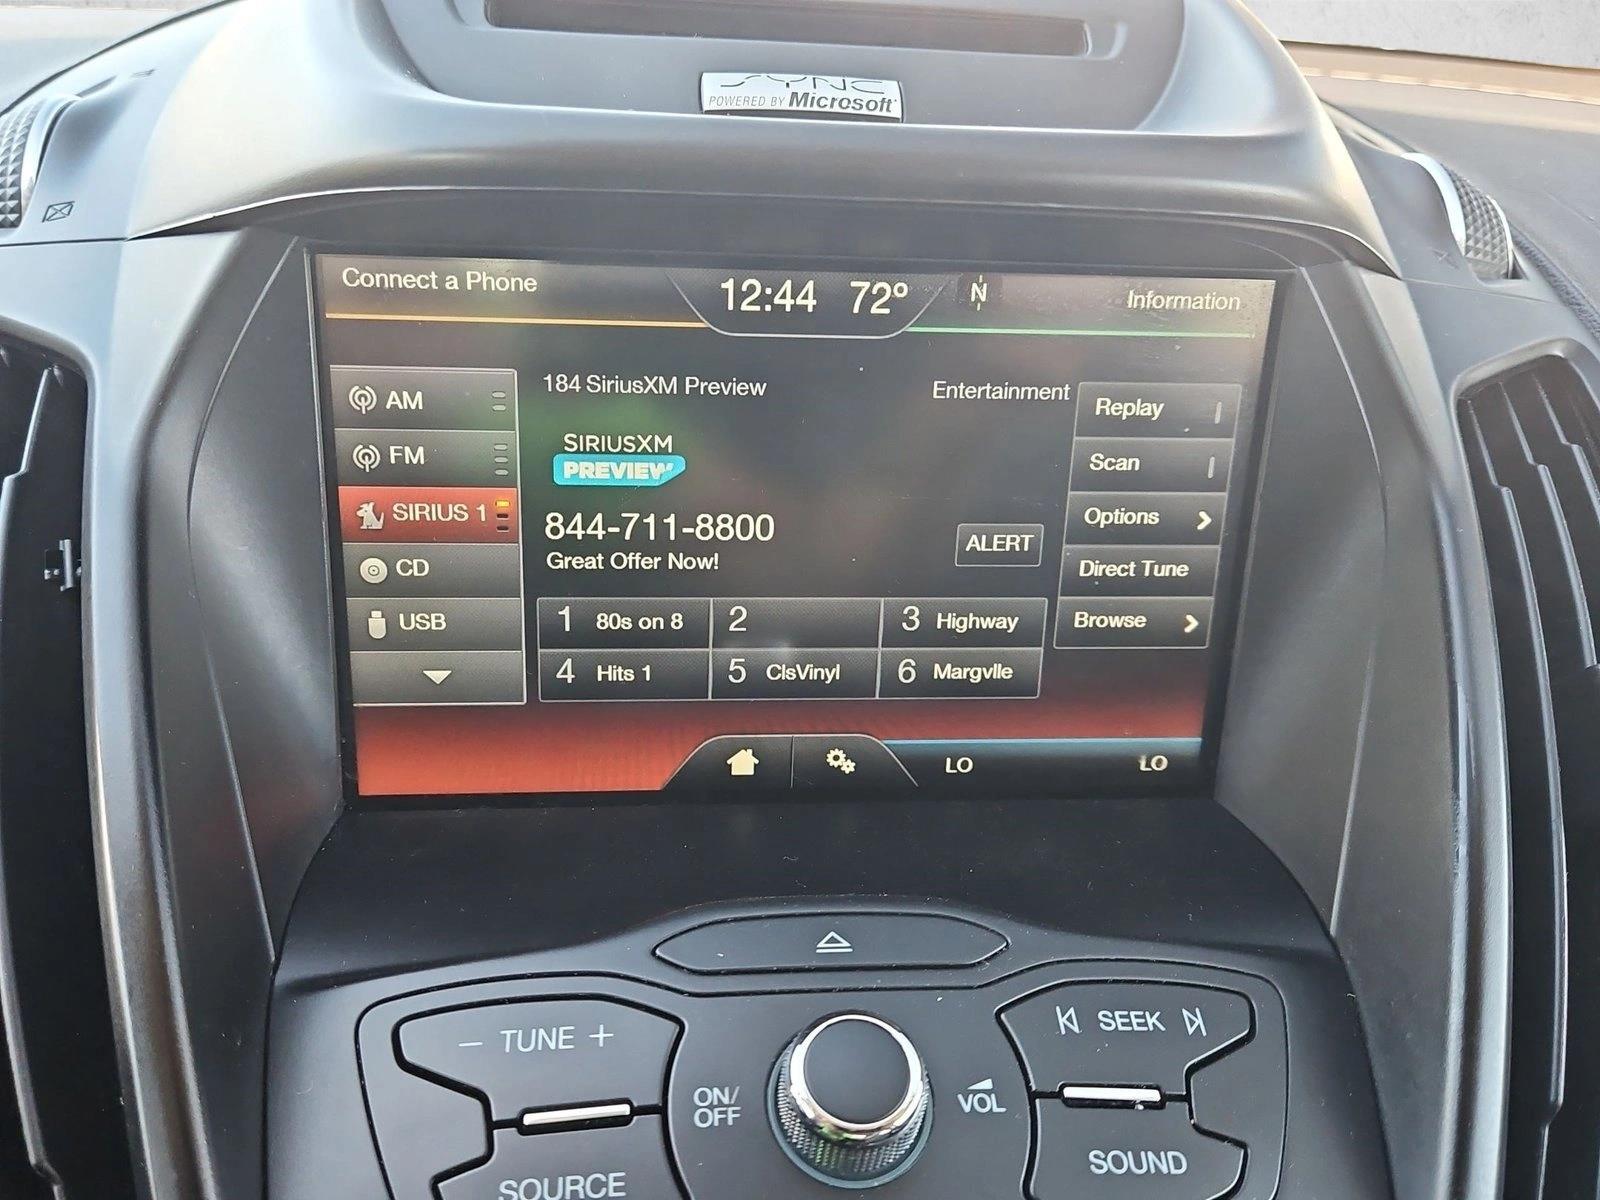 SYNC
POWERED BY Microsoft
Connect a Phone
12:44 72° N
Information
AM
FM
SIRIUS 1
CD
USB
184 SiriusXM Preview
Entertainment
SIRIUSXM
PREVIEW
844-711-8800
Great Offer Now!
ALERT
1 80s on 8
2
3 Highway
4 Hits 1
5 ClsVinyl
6 Margvlle
Replay
Scan
Options
Direct Tune
Browse
LO
LO
- TUNE +
SEEK
ON/
OFF
VOL
SOURCE
SOUND